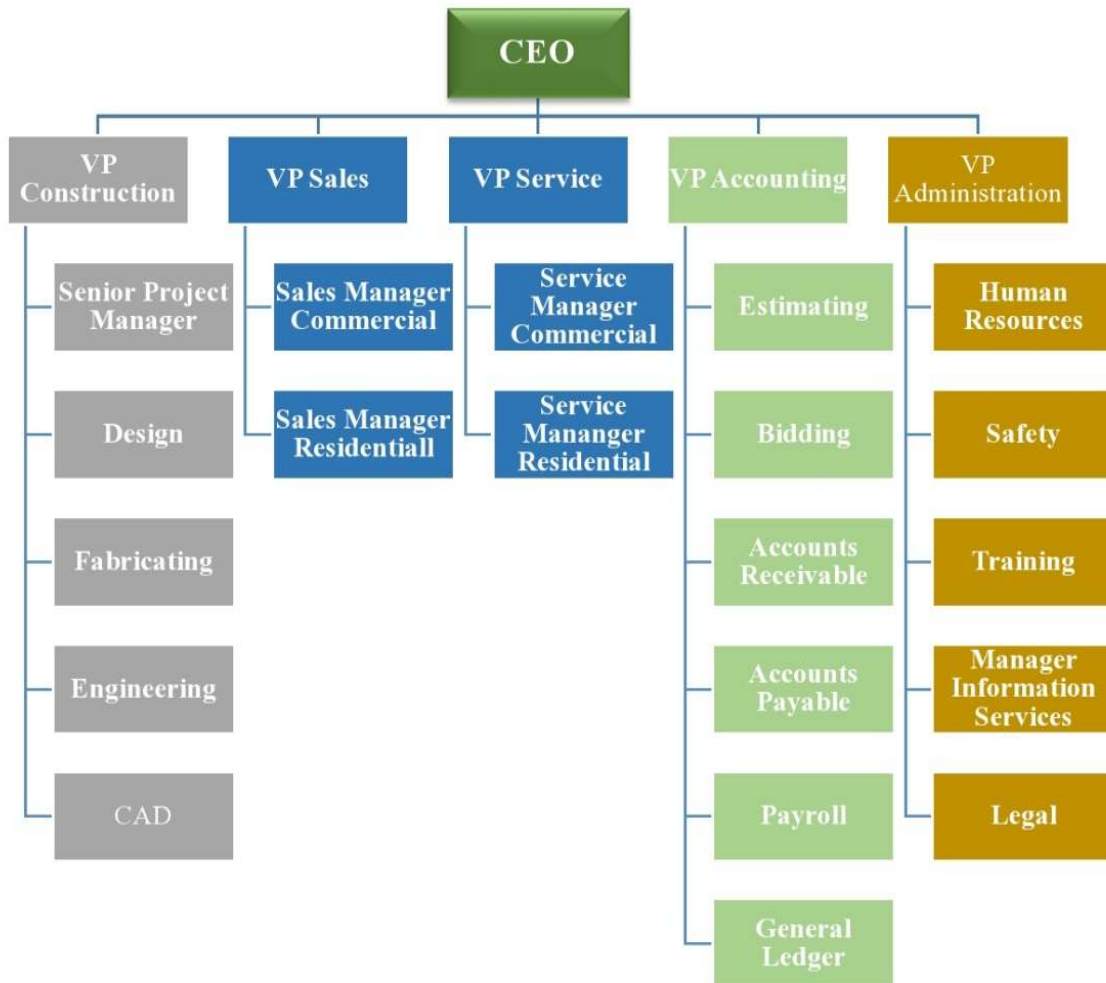 CEO
VP
Construction
VP Sales
VP Service
VP Accounting
VP
Administration
Senior Project
Manager
Design
Fabricating
Engineering
CAD
Sales Manager
Commercial
Sales Manager
Residentiall
Service
Manager
Commercial
Service
Mananger
Residential
Estimating
Bidding
Accounts
Receivable
Accounts
Payable
Payroll
General
Ledger
Human
Resources
Safety
Training
Manager
Information
Services
Legal